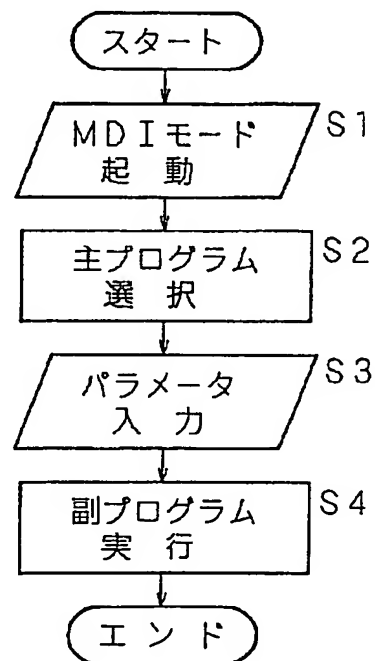 スタート
MDIモード
起動
S1
主プログラム
選択
S2
パラメータ
入力
S3
副プログラム
実行
S4
エンド